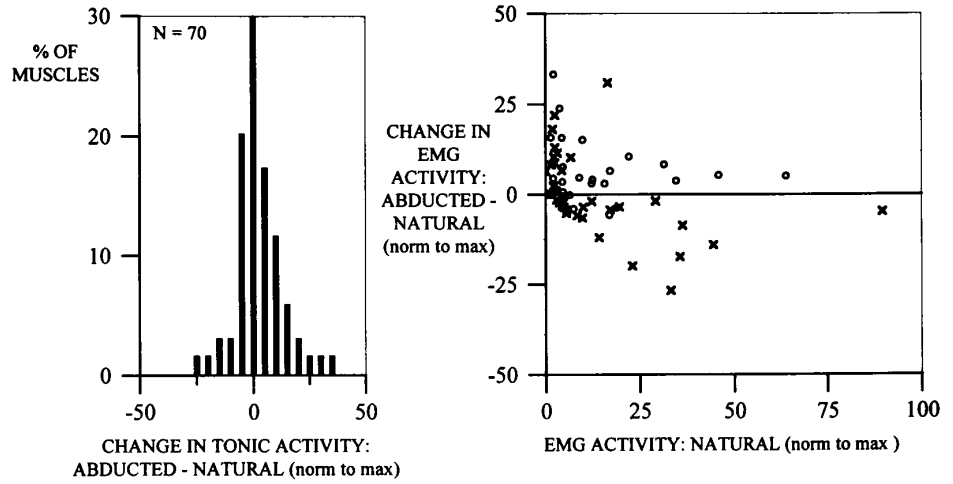 30
20
10
0
% OF
MUSCLES
N = 70
-50
0
50
CHANGE IN TONIC ACTIVITY:
ABDUCTED - NATURAL (norm to max)
50
25
0
-25
-50
CHANGE IN
EMG
ACTIVITY:
ABDUCTED -
NATURAL
(norm to max)
0
25
50
75
100
EMG ACTIVITY: NATURAL (norm to max )